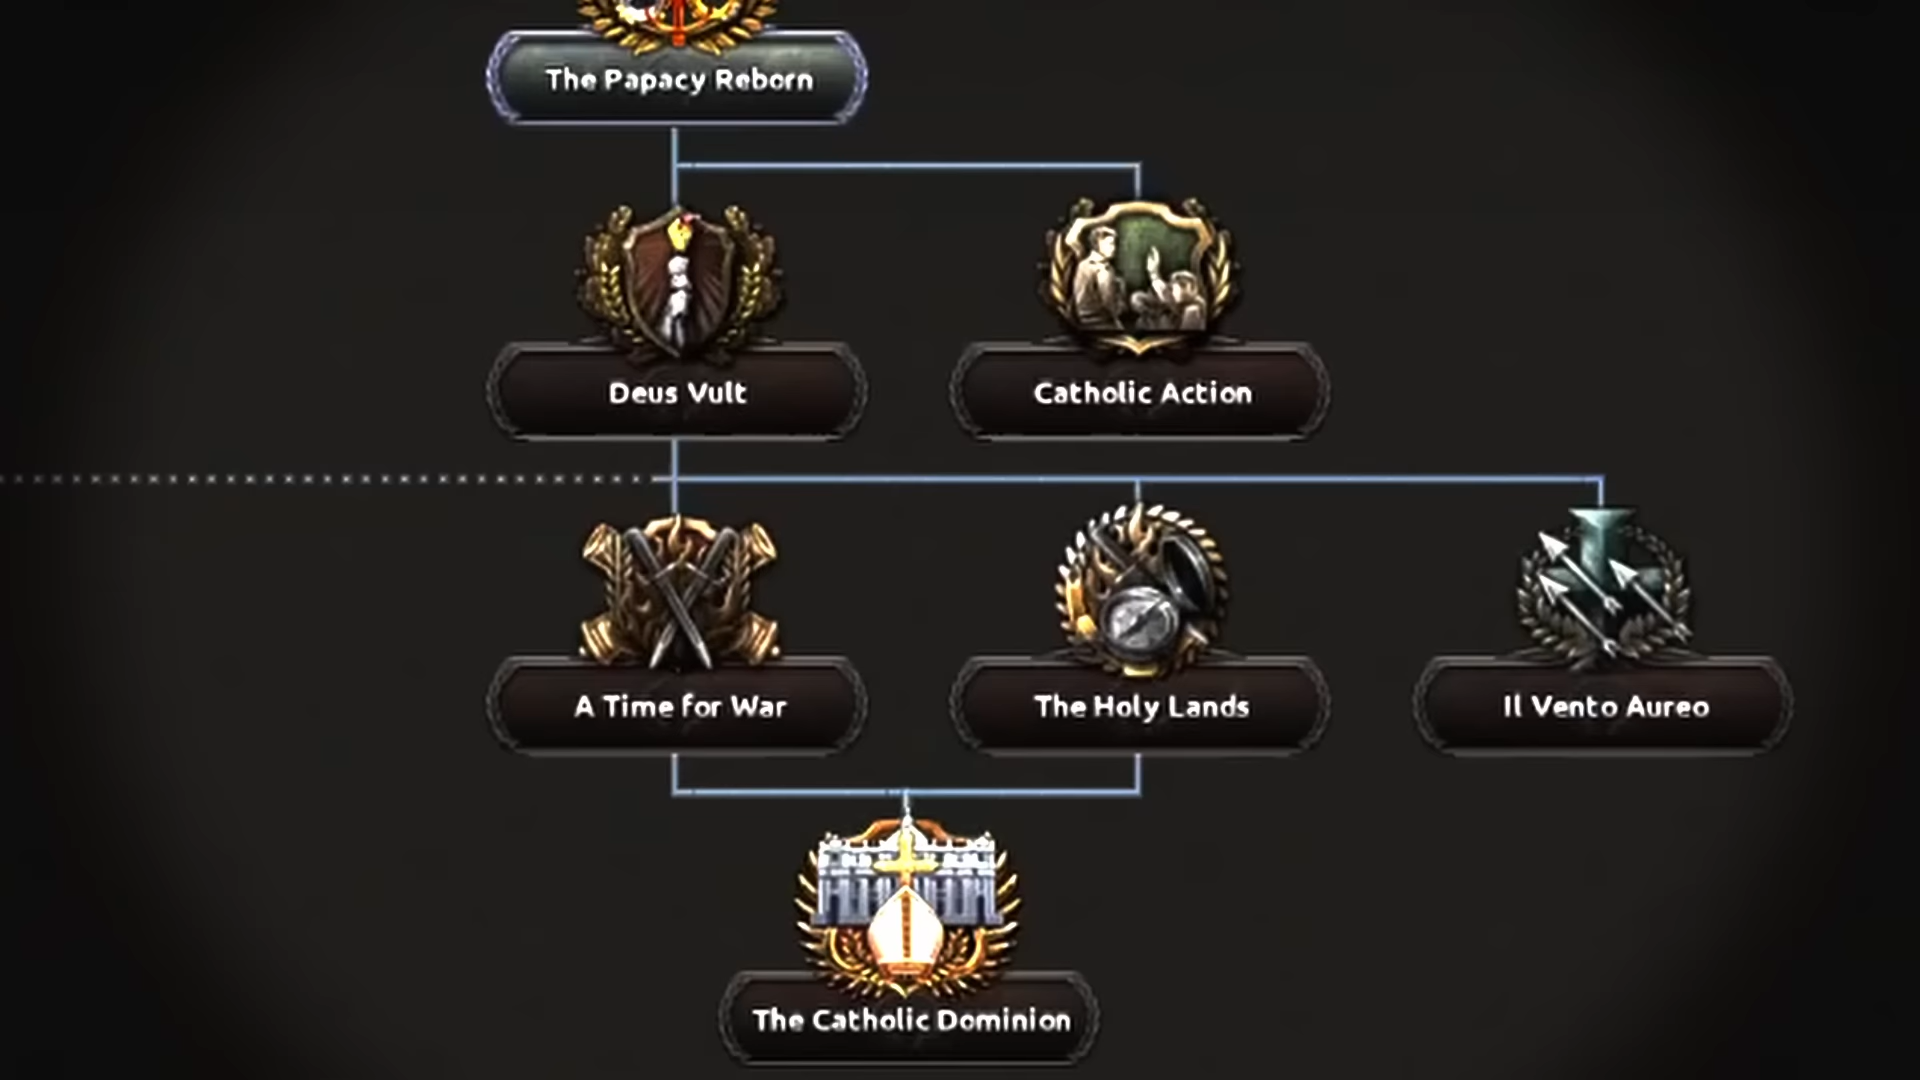 The Papacy Reborn
Deus Vult
Catholic Action
A Time for War
The Holy Lands
Il Vento Aureo
The Catholic Dominion